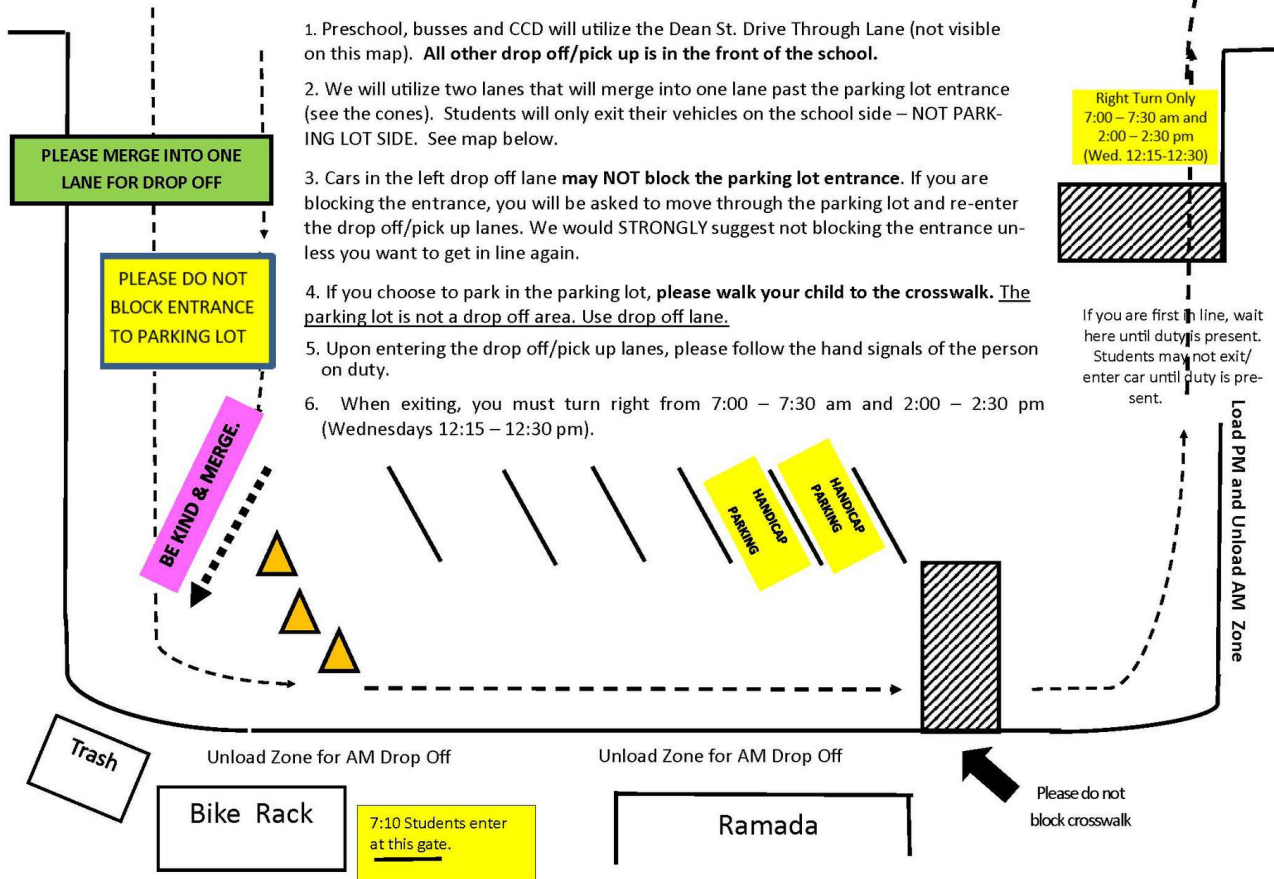 1. Preschool, busses and CCD will utilize the Dean St. Drive Through Lane (not visible
on this map). All other drop off/pick up is in the front of the school.
2. We will utilize two lanes that will merge into one lane past the parking lot entrance
(see the cones). Students will only exit their vehicles on the school side – NOT PARK-
ING LOT SIDE. See map below.
3. Cars in the left drop off lane may NOT block the parking lot entrance. If you are
blocking the entrance, you will be asked to move through the parking lot and re-enter
the drop off/pick up lanes. We would STRONGLY suggest not blocking the entrance un-
less you want to get in line again.
4. If you choose to park in the parking lot, please walk your child to the crosswalk. The
parking lot is not a drop off area. Use drop off lane.
5. Upon entering the drop off/pick up lanes, please follow the hand signals of the person
on duty.
6. When exiting, you must turn right from 7:00 – 7:30 am and 2:00 – 2:30 pm
(Wednesdays 12:15 – 12:30 pm).
PLEASE MERGE INTO ONE
LANE FOR DROP OFF
PLEASE DO NOT
BLOCK ENTRANCE
TO PARKING LOT
BE KIND & MERGE.
Right Turn Only
7:00 – 7:30 am and
2:00 – 2:30 pm
(Wed. 12:15-12:30)
If you are first in line, wait
here until duty is present.
Students may not exit/
enter car until duty is pre-
sent.
Load PM and Unload AM Zone
HANDICAP
PARKING
HANDICAP
PARKING
Trash
Unload Zone for AM Drop Off
Unload Zone for AM Drop Off
Bike Rack
7:10 Students enter
at this gate.
Ramada
Please do not
block crosswalk